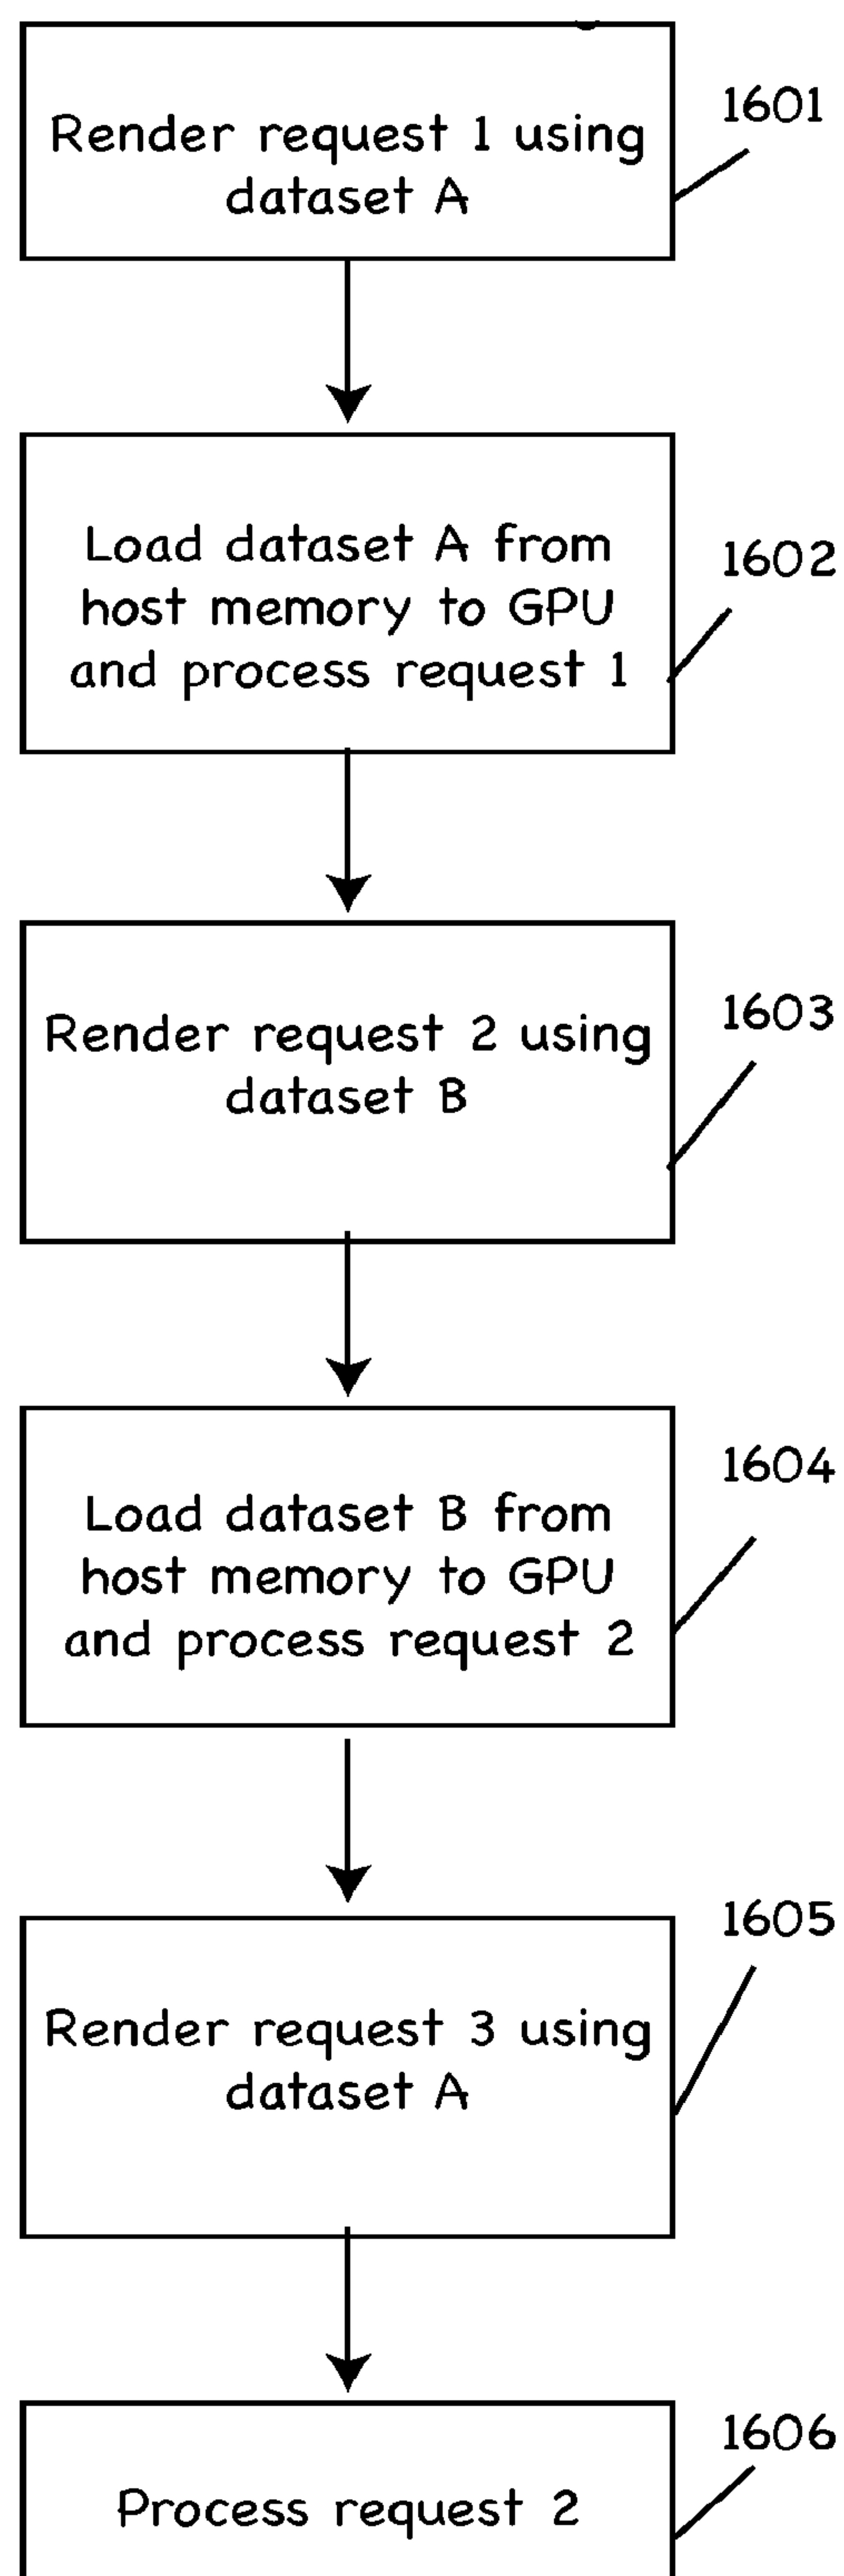 Render request 1 using
dataset A
1601
Load dataset A from
host memory to GPU
and process request 1
1602
Render request 2 using
dataset B
1603
Load dataset B from
host memory to GPU
and process request 2
1604
Render request 3 using
dataset A
1605
Process request 2
1606